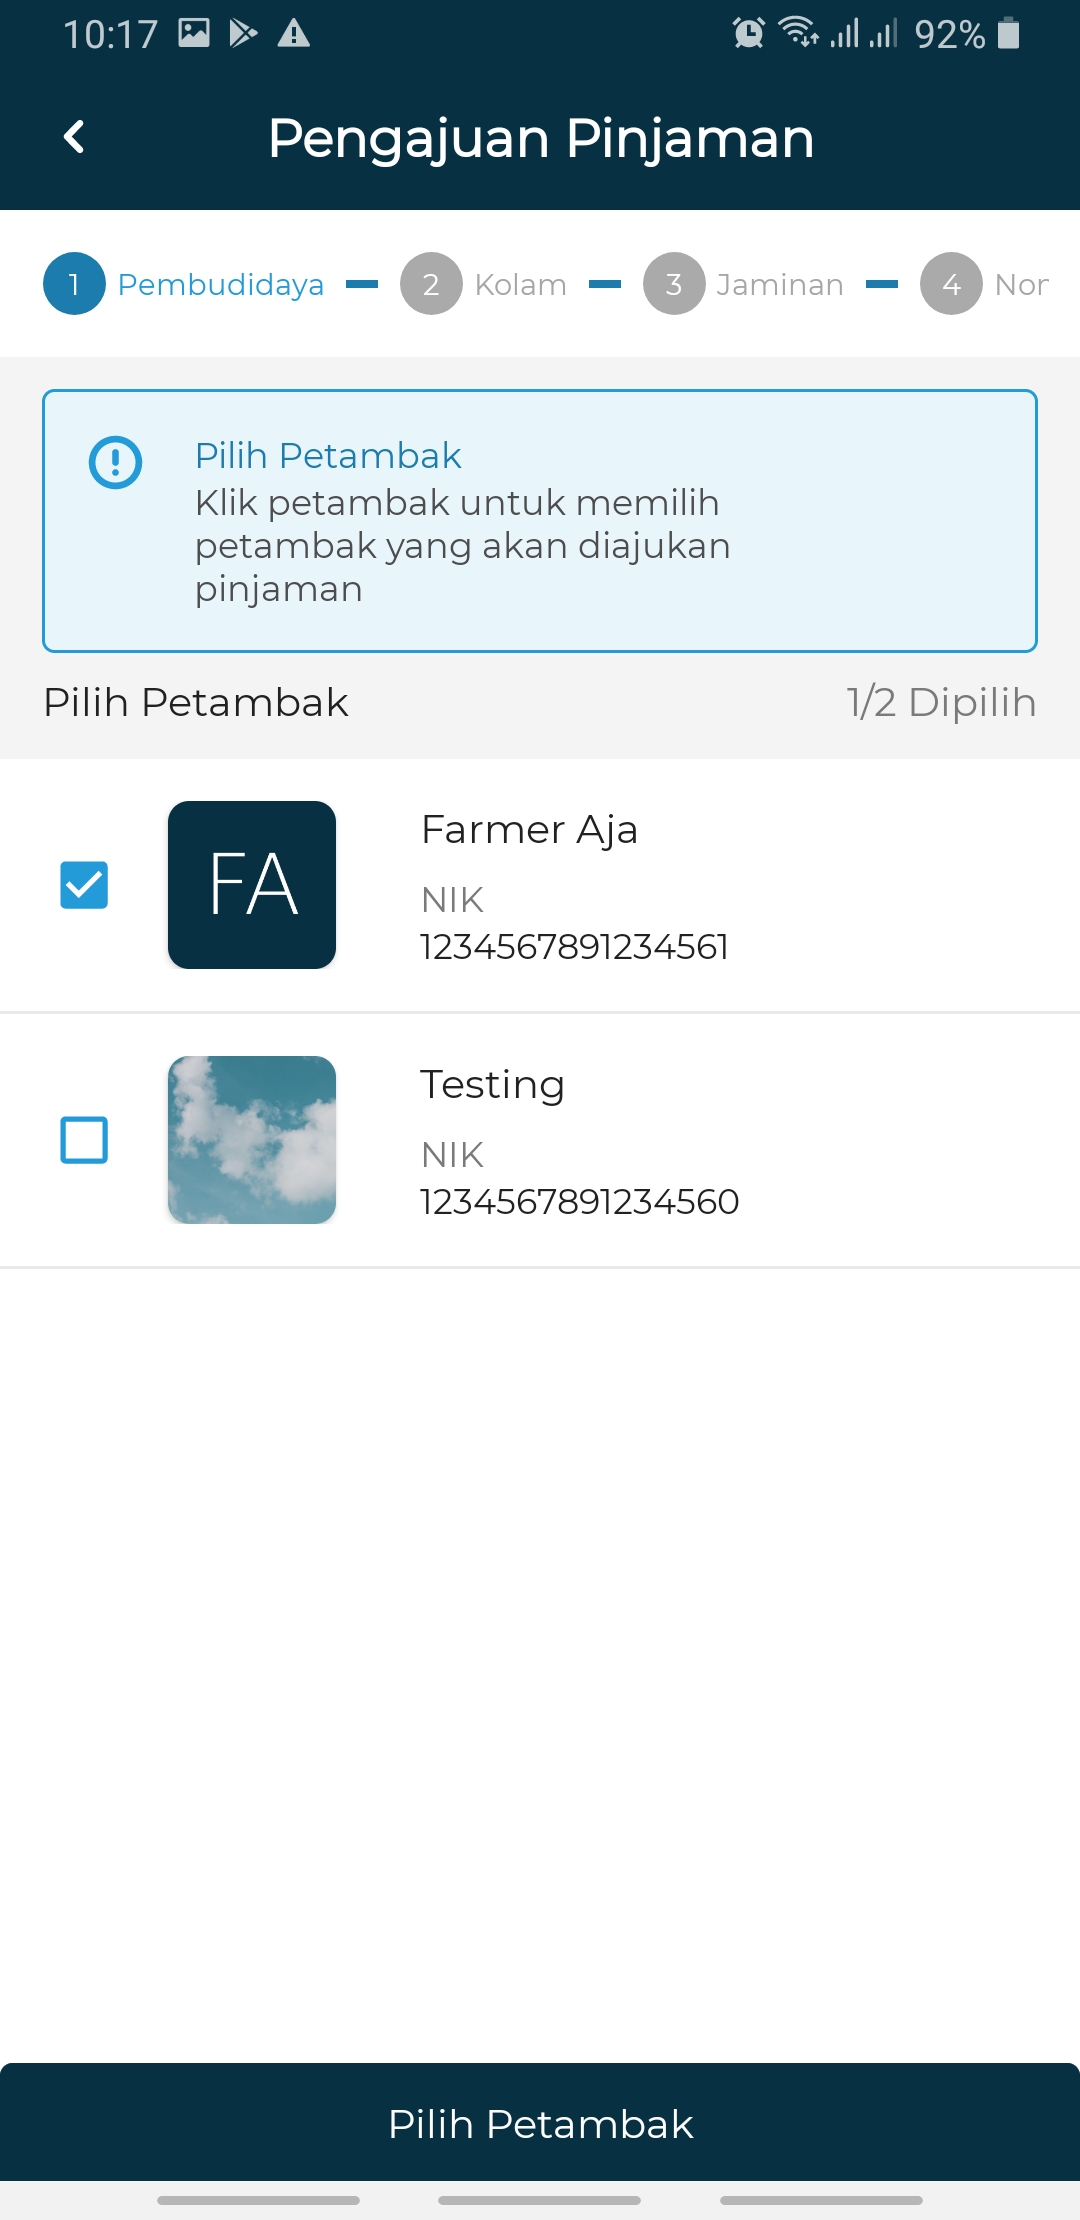 10:17 92%
Pengajuan Pinjaman
1 Pembudidaya 2 Kolam 3 Jaminan 4 Nor
Pilih Petambak
Klik petambak untuk memilih
petambak yang akan diajukan
pinjaman
Pilih Petambak 1/2 Dipilih
FA
Farmer Aja
NIK
1234567891234561
Testing
NIK
1234567891234560
Pilih Petambak